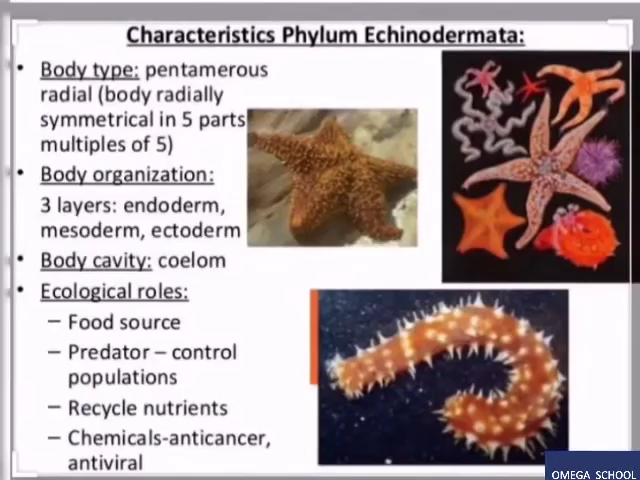 Characteristics Phylum Echinodermata:
• Body type: pentamerous
radial (body radially
symmetrical in 5 parts
multiples of 5)
• Body organization:
3 layers: endoderm,
mesoderm, ectoderm
• Body cavity: coelom
• Ecological roles:
– Food source
– Predator – control
populations
– Recycle nutrients
– Chemicals-anticancer,
antiviral
OMEGA SCHOOL